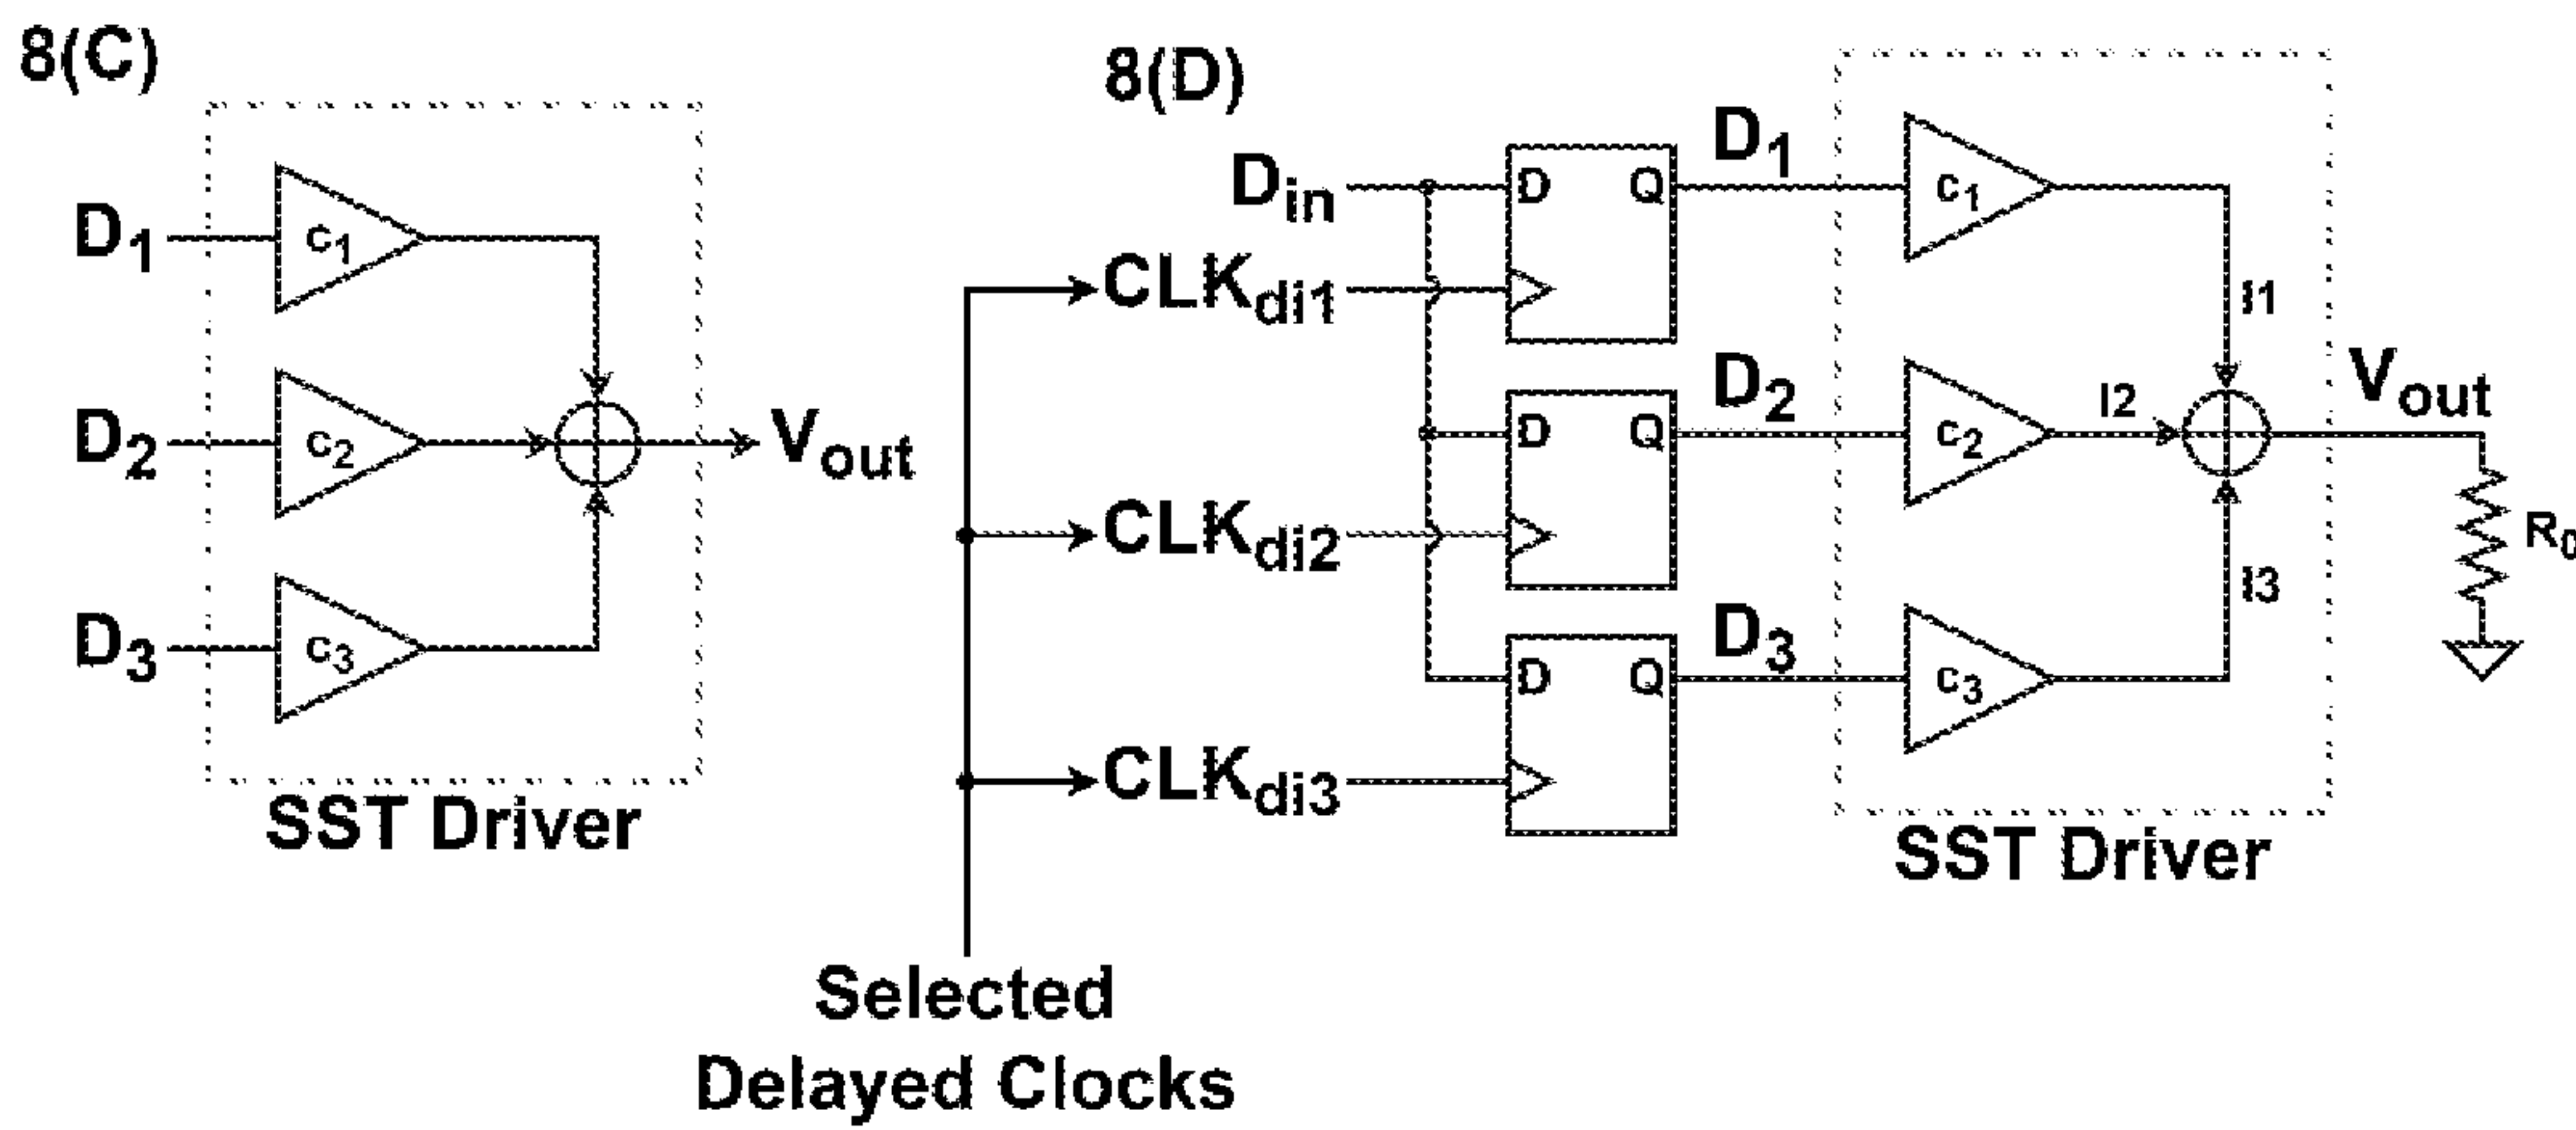 8(C)
D1
c1
D2
c2
Vout
D3
c3
SST Driver
8(D)
Din
D
Q
D1
c1
CLKdi1
I1
D
Q
D2
c2
I2
Vout
CLKdi2
R0
I3
D
Q
D3
c3
CLKdi3
SST Driver
Selected
Delayed Clocks